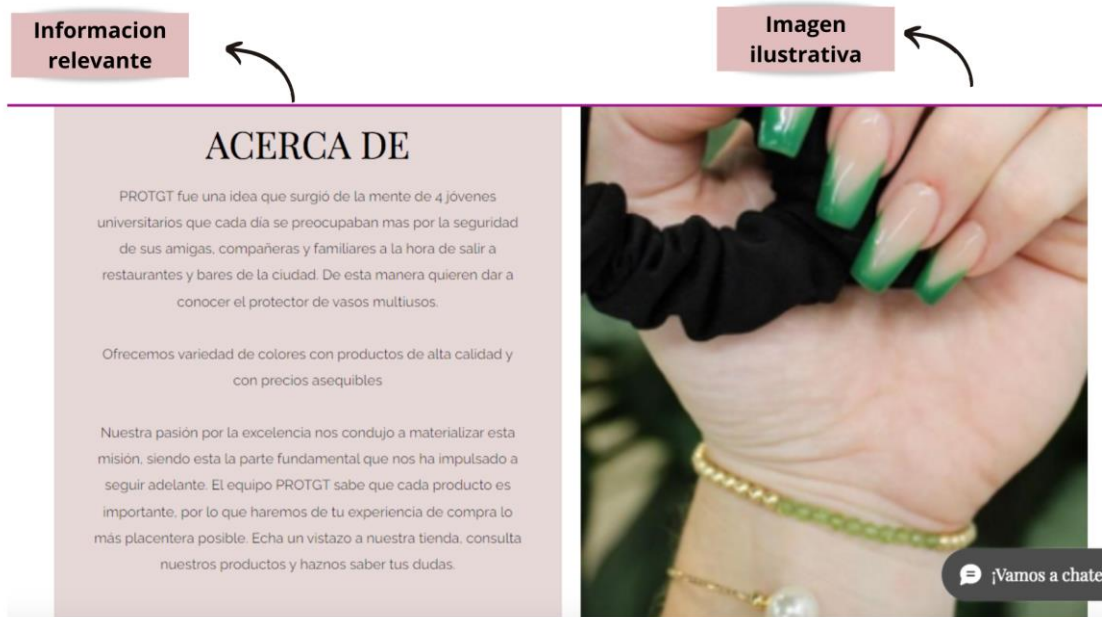 Informacion
relevante
Imagen
ilustrativa
ACERCA DE
PROTGT fue una idea que surgió de la mente de 4 jóvenes
universitarios que cada día se preocupaban mas por la seguridad
de sus amigas, compañeras y familiares a la hora de salir a
restaurantes y bares de la ciudad. De esta manera quieren dar a
conocer el protector de vasos multiusos.
Ofrecemos variedad de colores con productos de alta calidad y
con precios asequibles
Nuestra pasión por la excelencia nos condujo a materializar esta
misión, siendo esta la parte fundamental que nos ha impulsado a
seguir adelante. El equipo PROTGT sabe que cada producto es
importante, por lo que haremos de tu experiencia de compra lo
más placentera posible. Echa un vistazo a nuestra tienda, consulta
nuestros productos y haznos saber tus dudas.
¡Vamos a chate